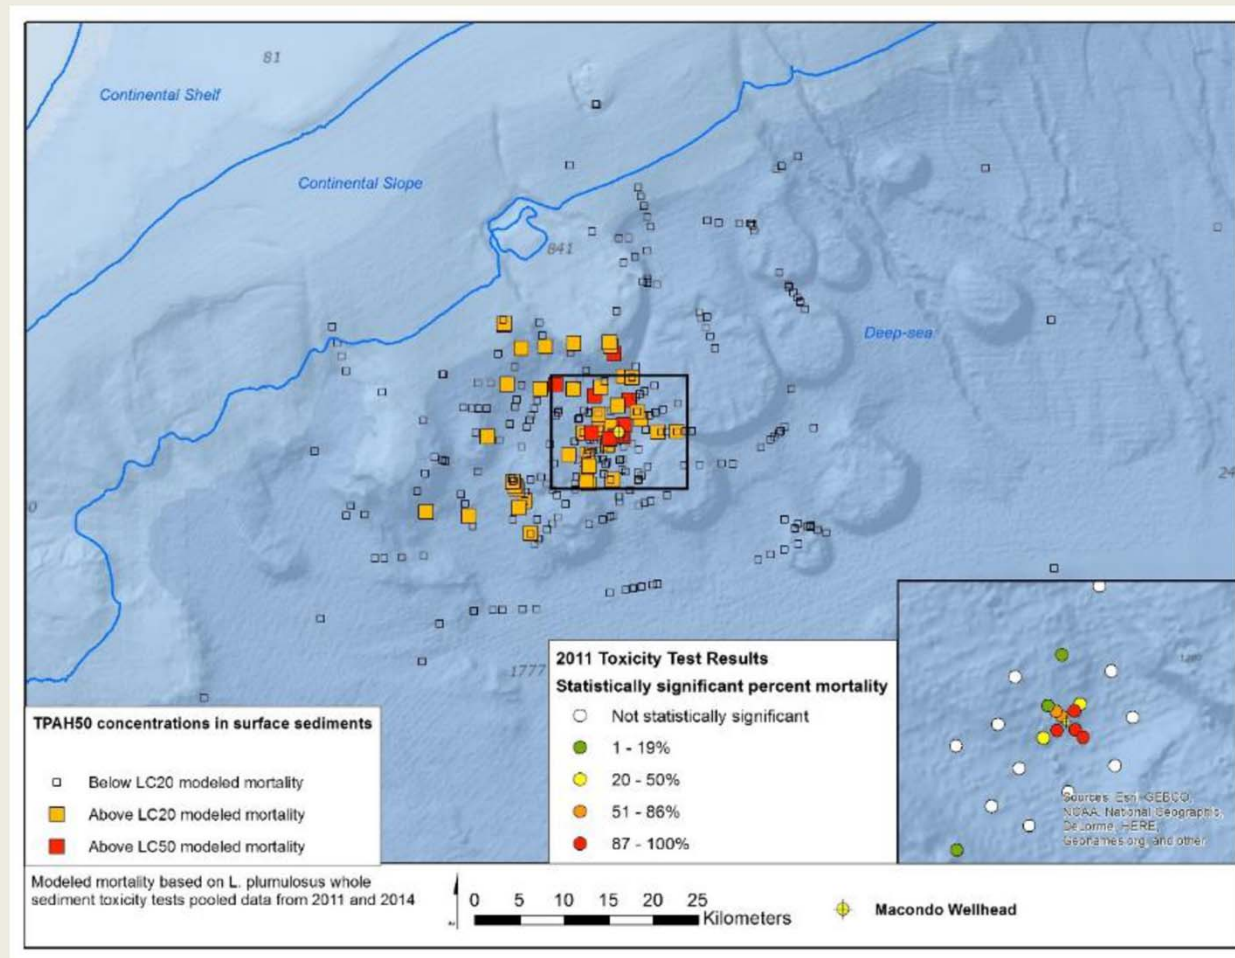 81
Continental Shelf
Continental Slope
841
Deep-sea
24
0
1777
2011 Toxicity Test Results
Statistically significant percent mortality
Not statistically significant
1 - 19%
20 - 50%
51 - 86%
87 - 100%
TPAH50 concentrations in surface sediments
Below LC20 modeled mortality
Above LC20 modeled mortality
Above LC50 modeled mortality
Sources: Esri, GEBCO,
NOAA, National Geographic,
DeLorme, HERE,
Geonames.org, and other
Modeled mortality based on L. plumulosus whole
sediment toxicity tests pooled data from 2011 and 2014
0 5 10 15 20 25
Kilometers
Macondo Wellhead